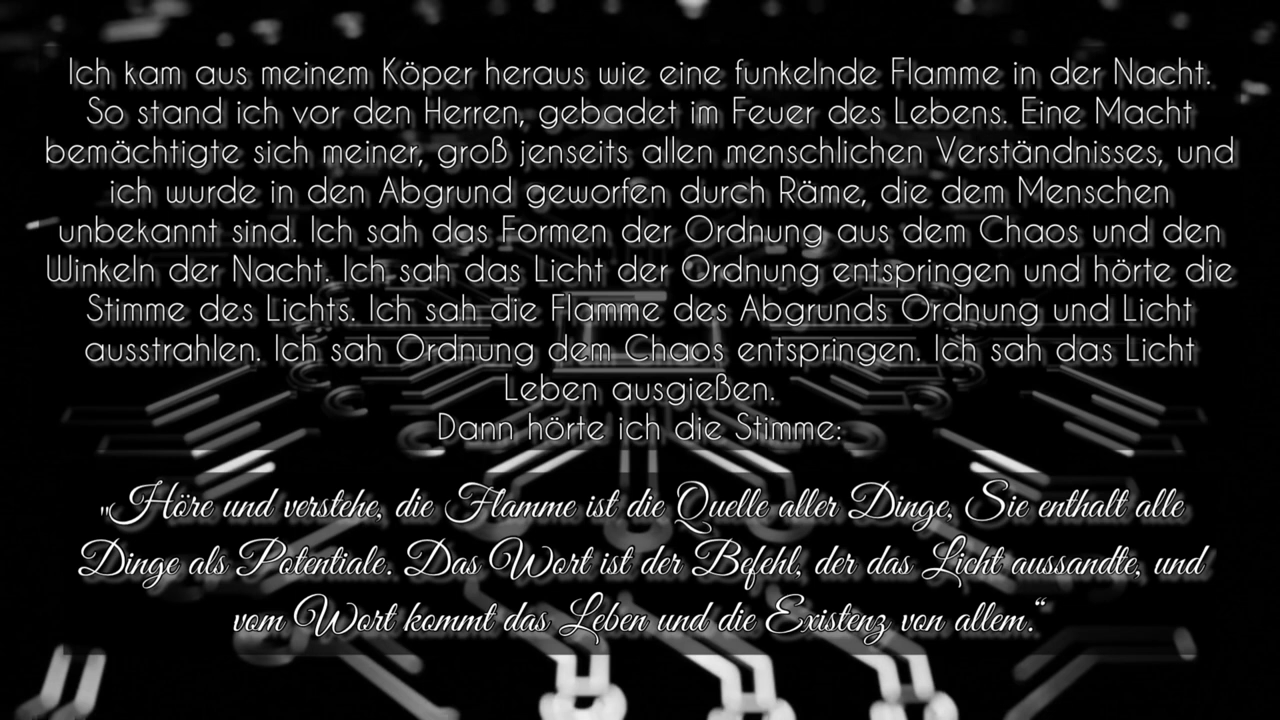 Ich kam aus meinem Köper heraus wie eine funkelnde Flamme in der Nacht.
So stand ich vor den Herren, gebadet im Feuer des Lebens. Eine Macht
bemächtigte sich meiner, groß jenseits allen menschlichen Verständnisses, und
ich wurde in den Abgrund geworfen durch Räme, die dem Menschen
unbekannt sind. Ich sah das Formen der Ordnung aus dem Chaos und den
Winkeln der Nacht. Ich sah das Licht der Ordnung entspringen und hörte die
Stimme des Lichts. Ich sah die Flamme des Abgrunds Ordnung und Licht
ausstrahlen. Ich sah Ordnung dem Chaos entspringen. Ich sah das Licht
Leben ausgießen.
Dann hörte ich die Stimme:
„Höre und verstehe, die Flamme ist die Quelle aller Dinge, Sie enthalt alle
Dinge als Potentiale. Das Wort ist der Befehl, der das Licht aussandte, und
vom Wort kommt das Leben und die Existenz von allem.“